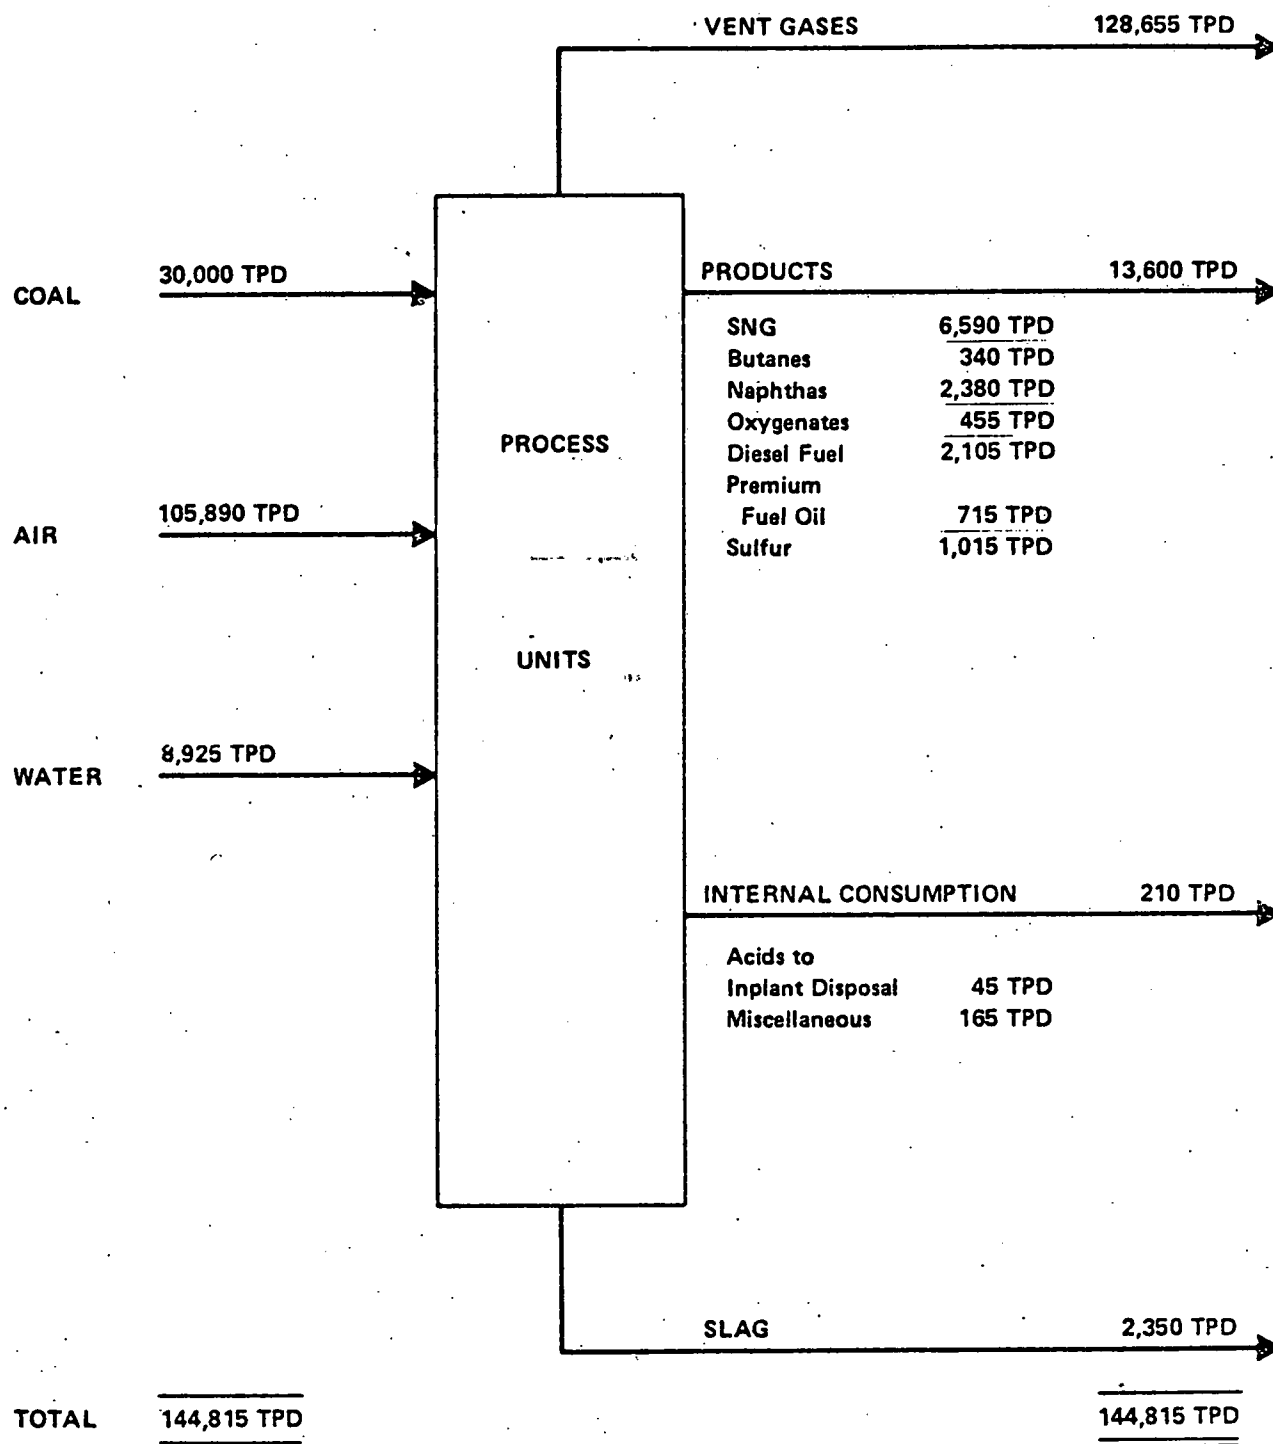 VENT GASES 128,655 TPD
COAL 30,000 TPD
PRODUCTS 13,600 TPD
SNG 6,590 TPD
Butanes 340 TPD
Naphthas 2,380 TPD
Oxygenates 455 TPD
Diesel Fuel 2,105 TPD
Premium
Fuel Oil 715 TPD
Sulfur 1,015 TPD
PROCESS
UNITS
AIR 105,890 TPD
WATER 8,925 TPD
INTERNAL CONSUMPTION 210 TPD
Acids to
Inplant Disposal 45 TPD
Miscellaneous 165 TPD
SLAG 2,350 TPD
TOTAL 144,815 TPD 144,815 TPD